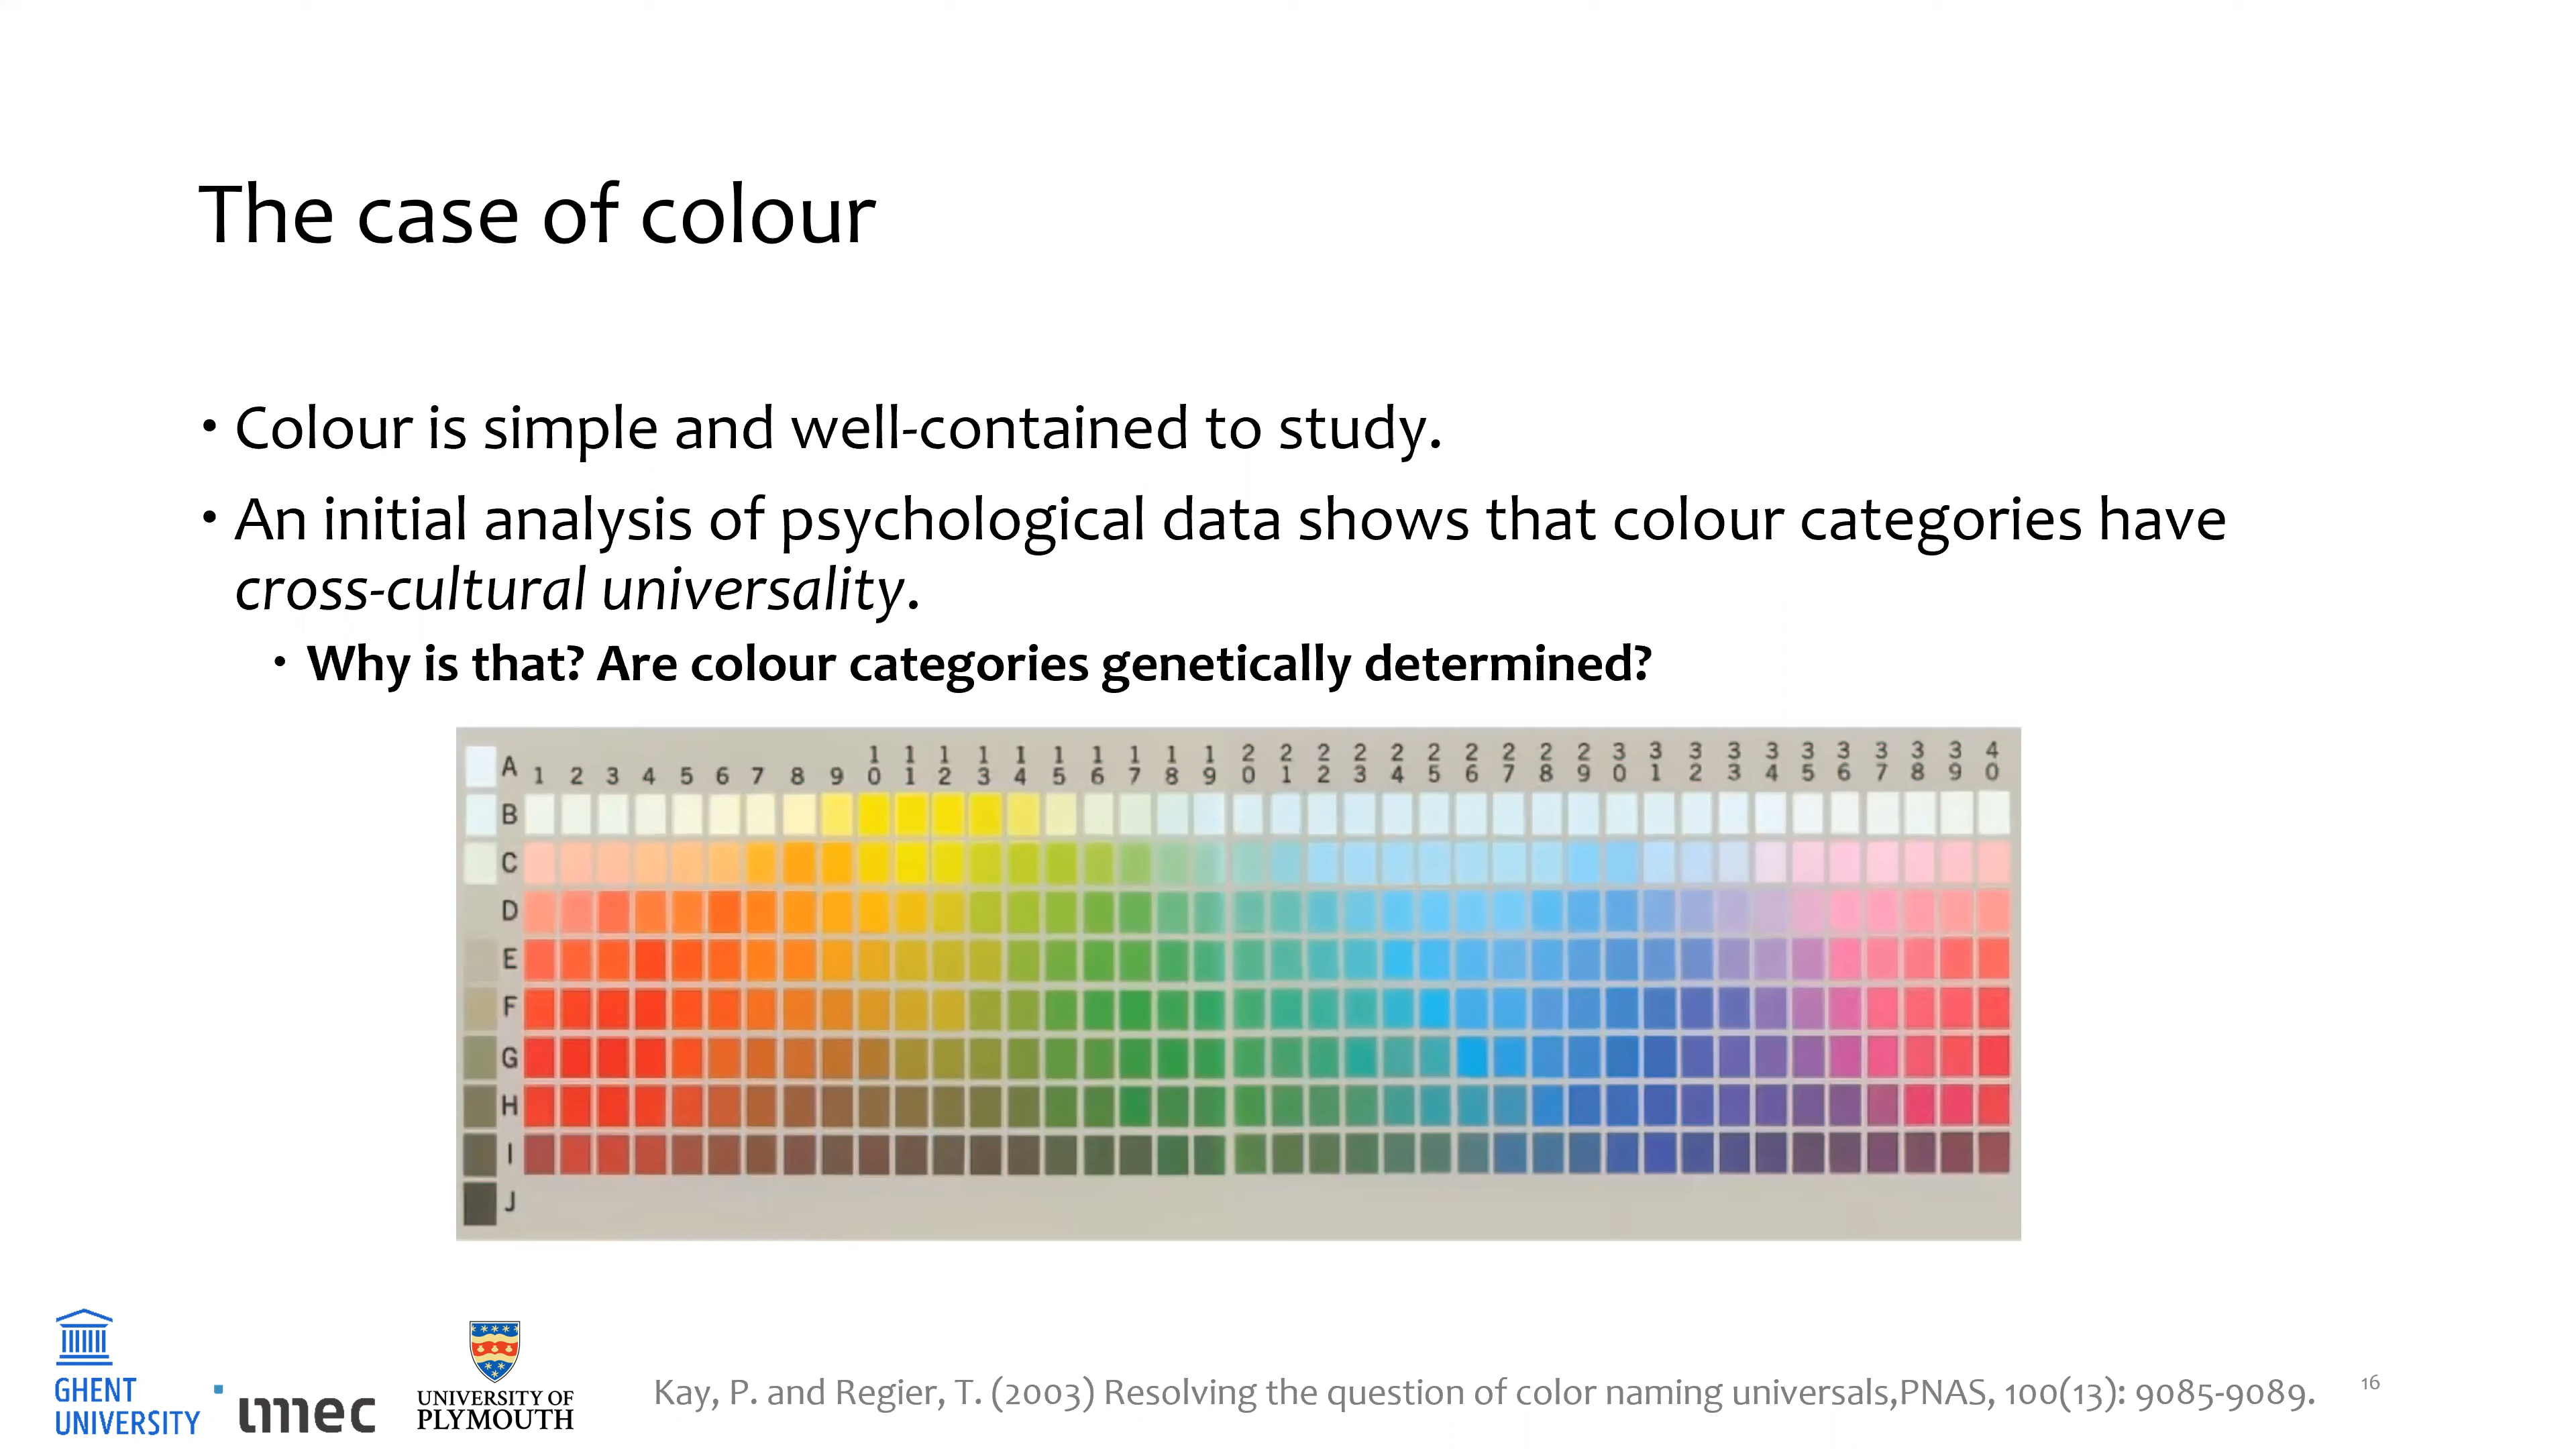 The case of colour
• Colour is simple and well-contained to study.
• An initial analysis of psychological data shows that colour categories have
cross-cultural universality.
• Why is that? Are colour categories genetically determined?
A 1 2 3 4 5 6 7 8 9 10 11 12 13 14 15 16 17 18 19 20 21 22 23 24 25 26 27 28 29 30 31 32 33 34 35 36 37 38 39 40
B
C
D
E
F
G
H
I
J
GHENT
UNIVERSITY
imec
UNIVERSITY OF
PLYMOUTH
Kay, P. and Regier, T. (2003) Resolving the question of color naming universals,PNAS, 100(13): 9085-9089.
16